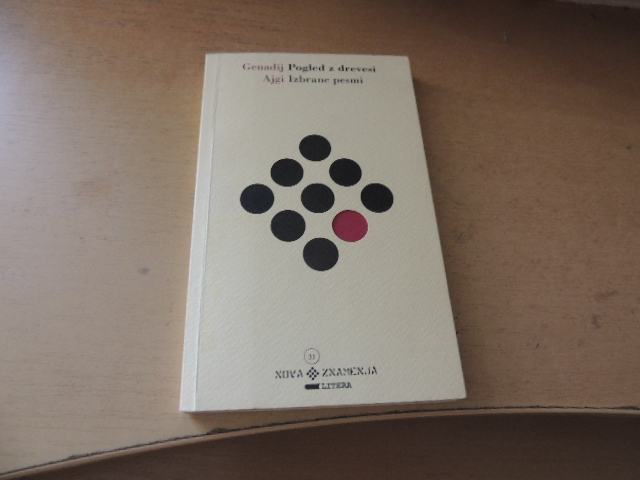 Genadij Pogled z drevesi
Ajgi Izbrane pesmi
31
NOVA ZNAMENJA
LITERA